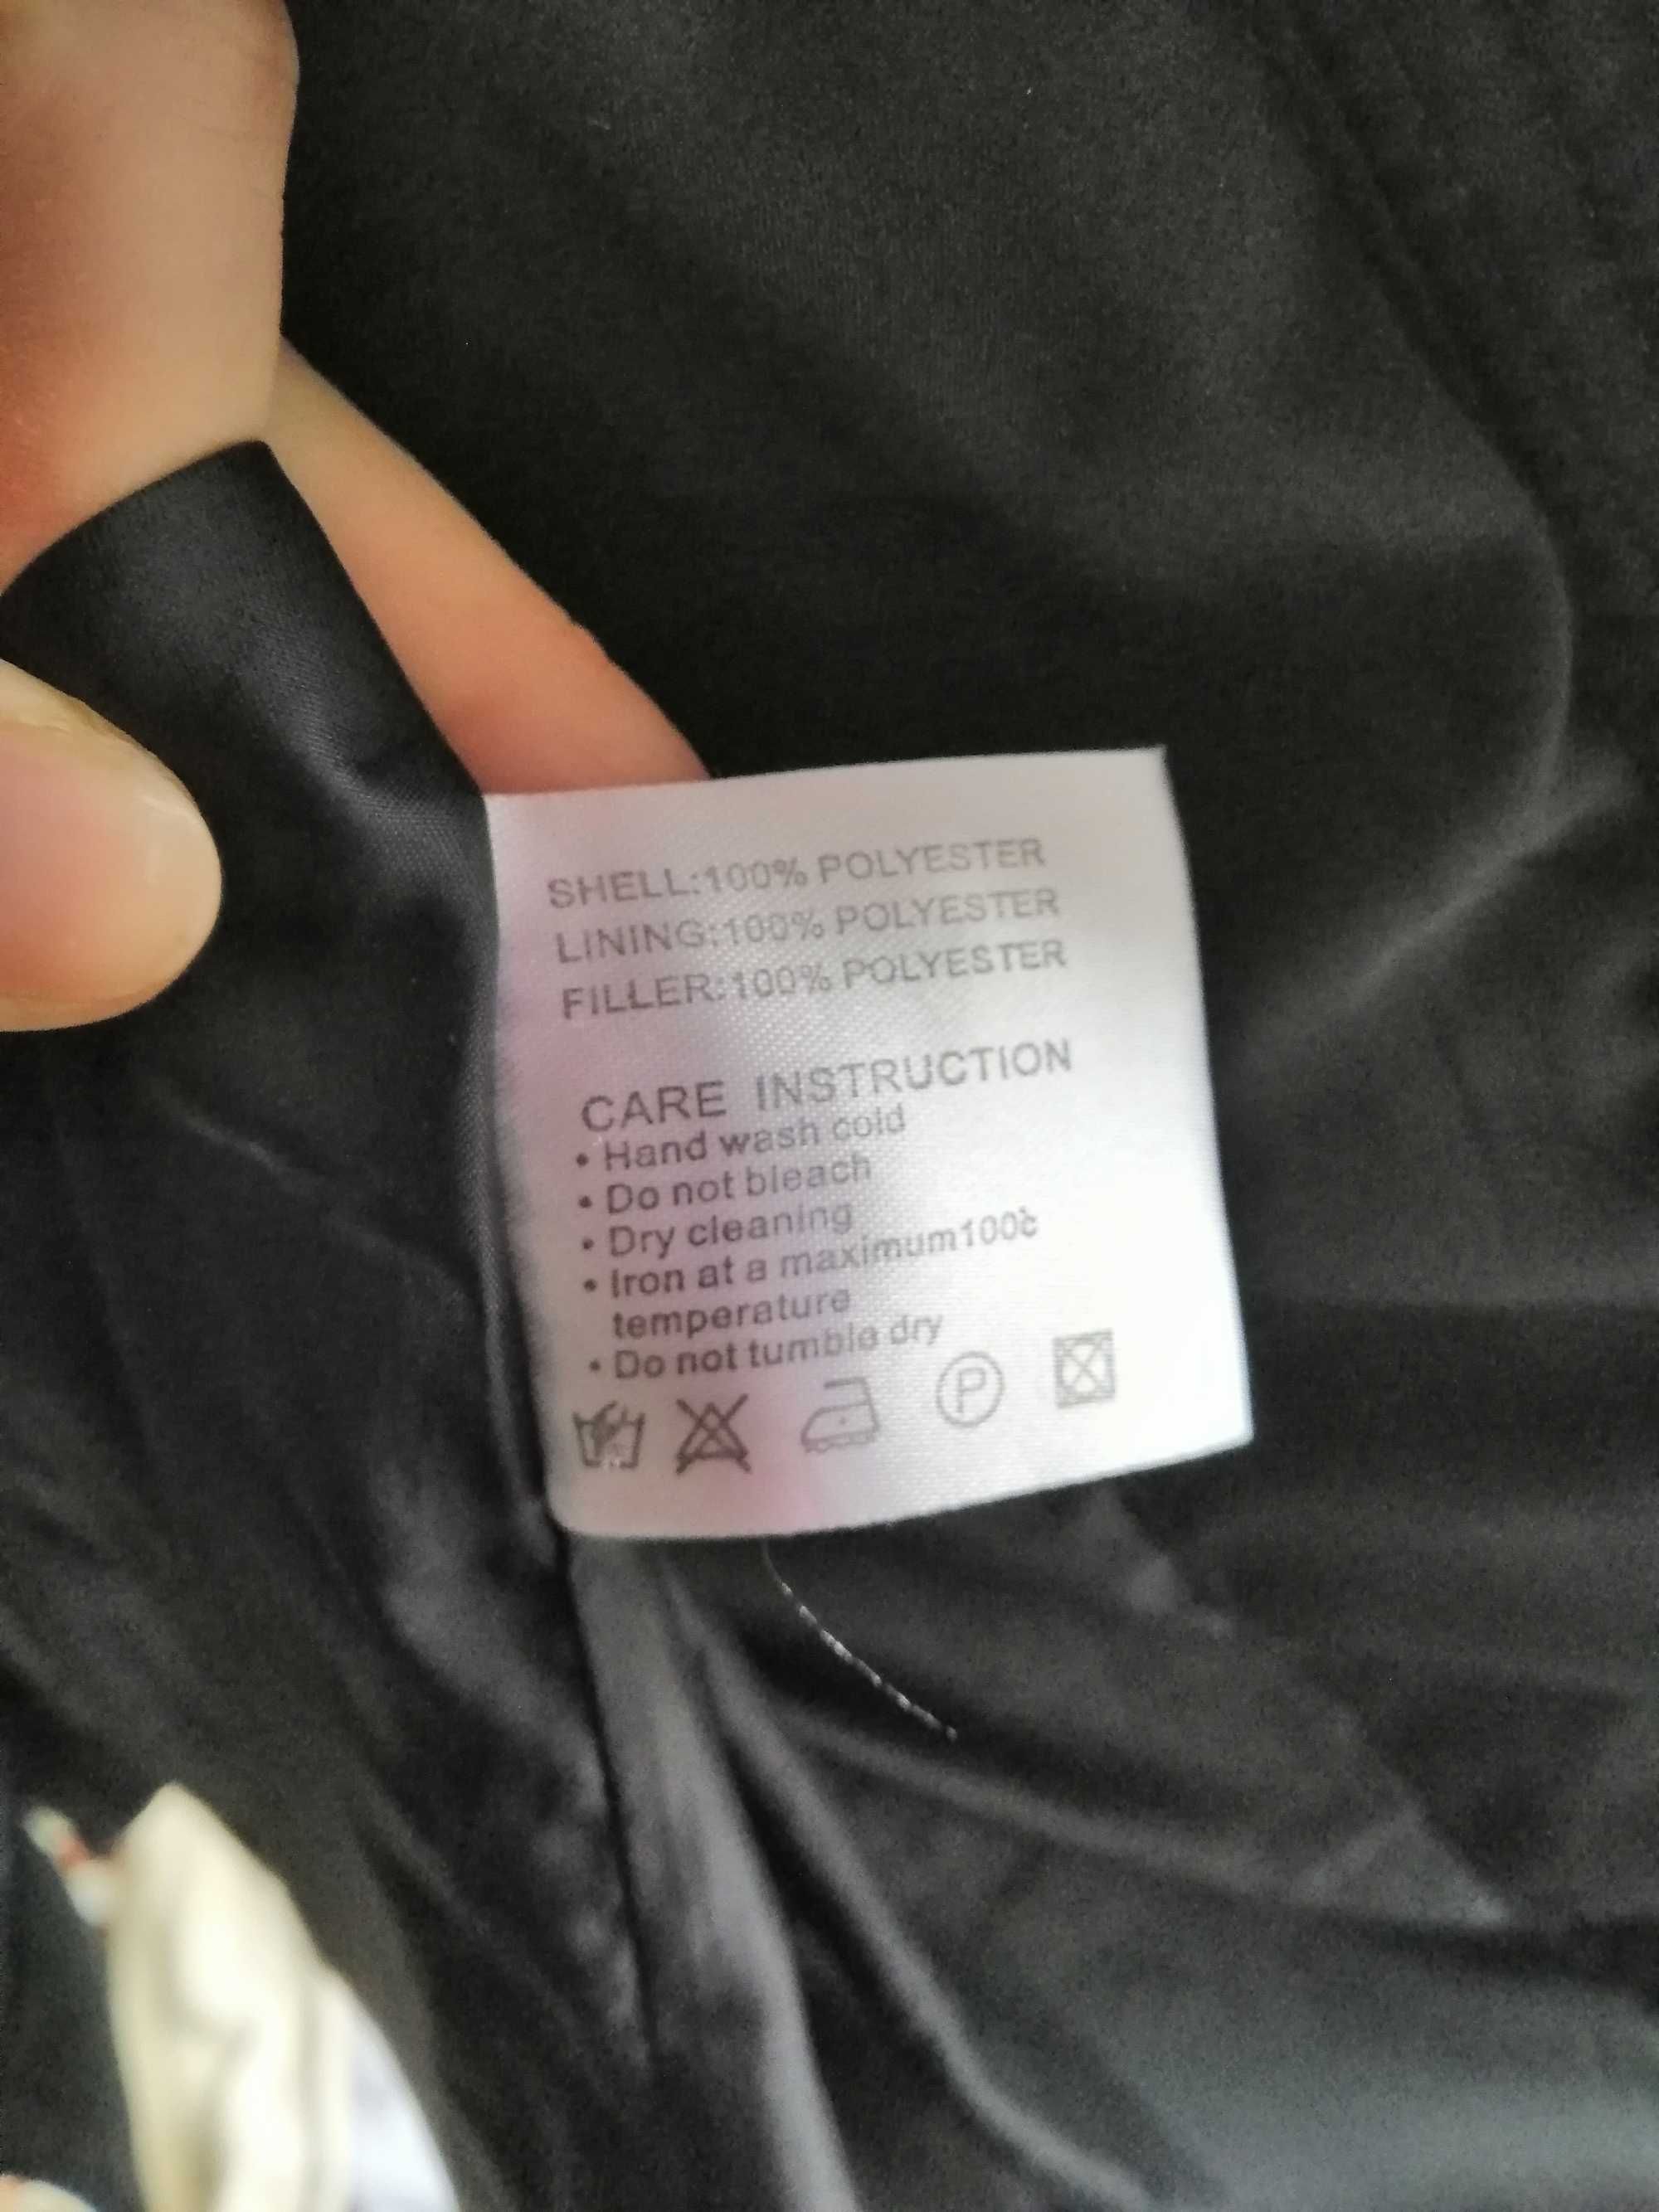 SHELL:100% POLYESTER
LINING:100% POLYESTER
FILLER:100% POLYESTER
CARE INSTRUCTION
• Hand wash cold
• Do not bleach
• Dry cleaning
• Iron at a maximum100℃
temperature
• Do not tumble dry
P